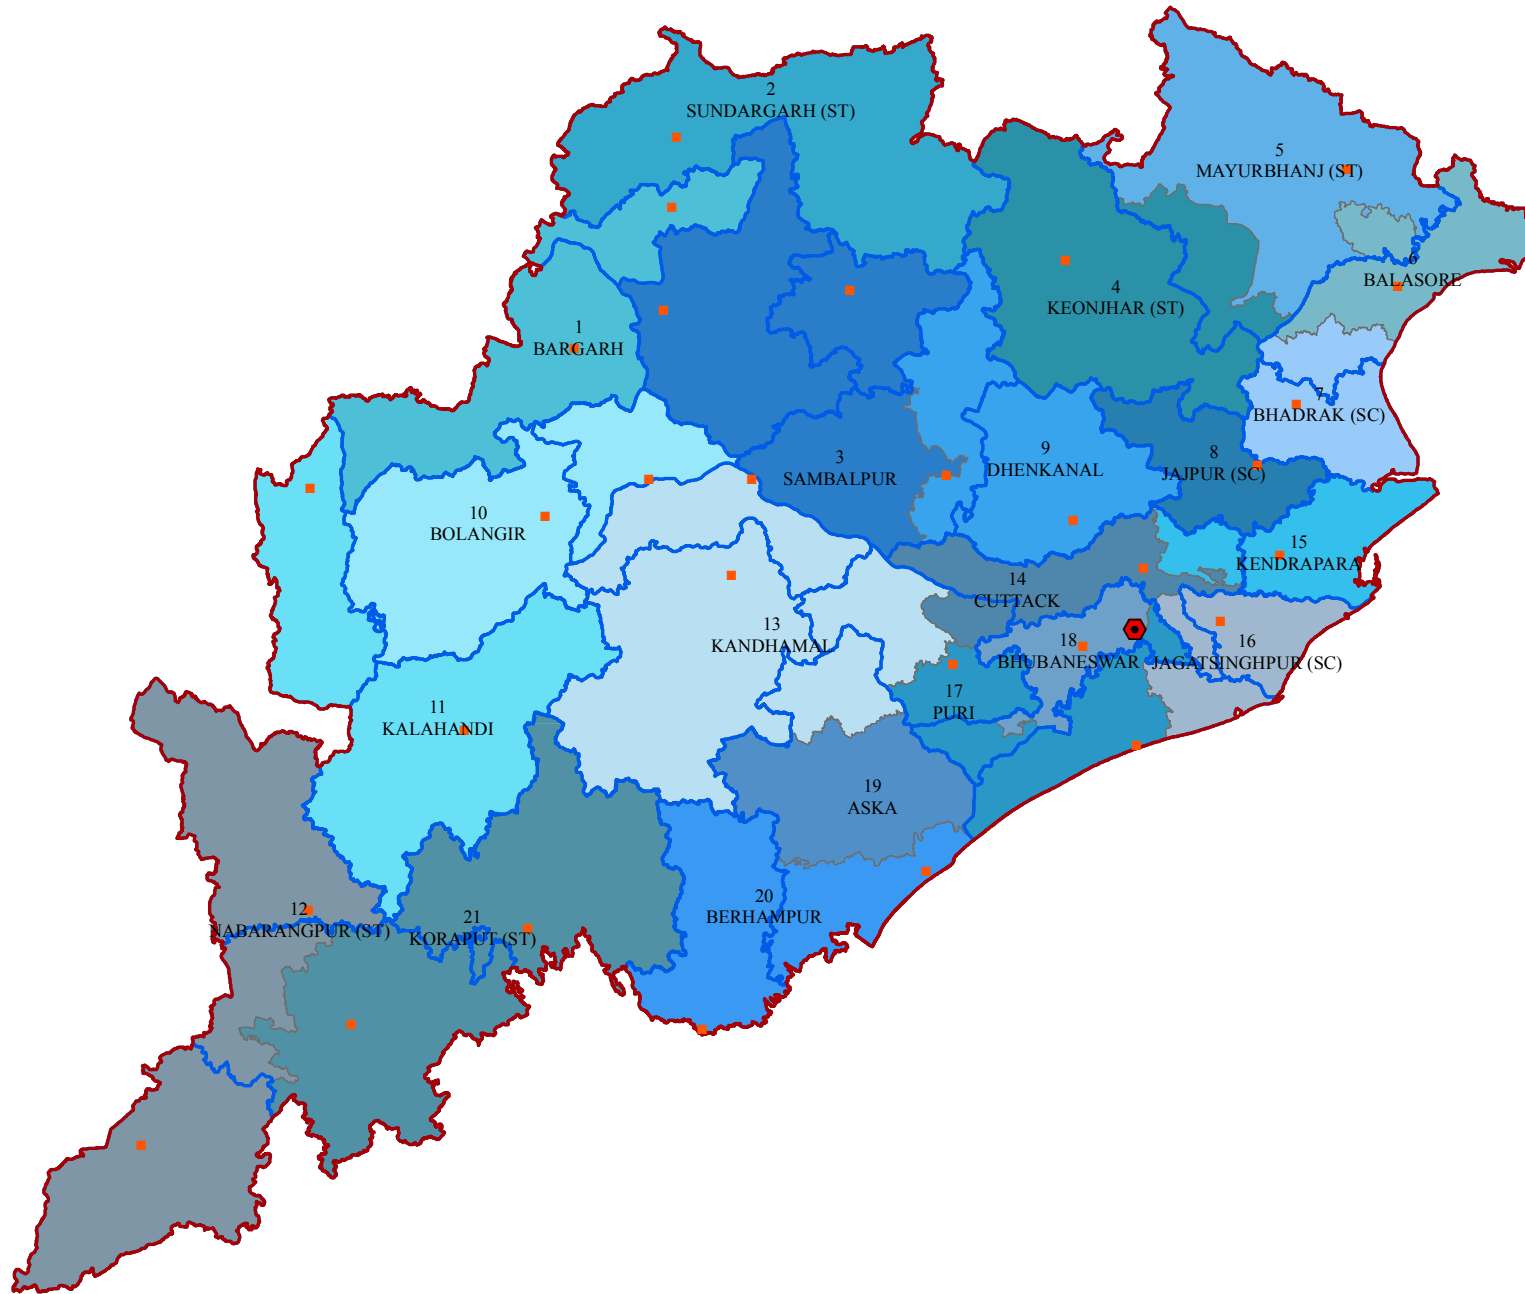 2
SUNDARGARH (ST)
5
MAYURBHANJ (ST)
6
BALASORE
4
KEONJHAR (ST)
1
BARGARH
7
BHADRAK (SC)
3
SAMBALPUR
9
DHENKANAL
8
JAJPUR (SC)
10
BOLANGIR
15
KENDRAPARA
14
CUTTACK
13
KANDHAMAL
18
BHUBANESWAR
16
JAGATSINGHPUR (SC)
17
PURI
11
KALAHANDI
19
ASKA
20
BERHAMPUR
12
NABARANGPUR (ST)
21
KORAPUT (ST)